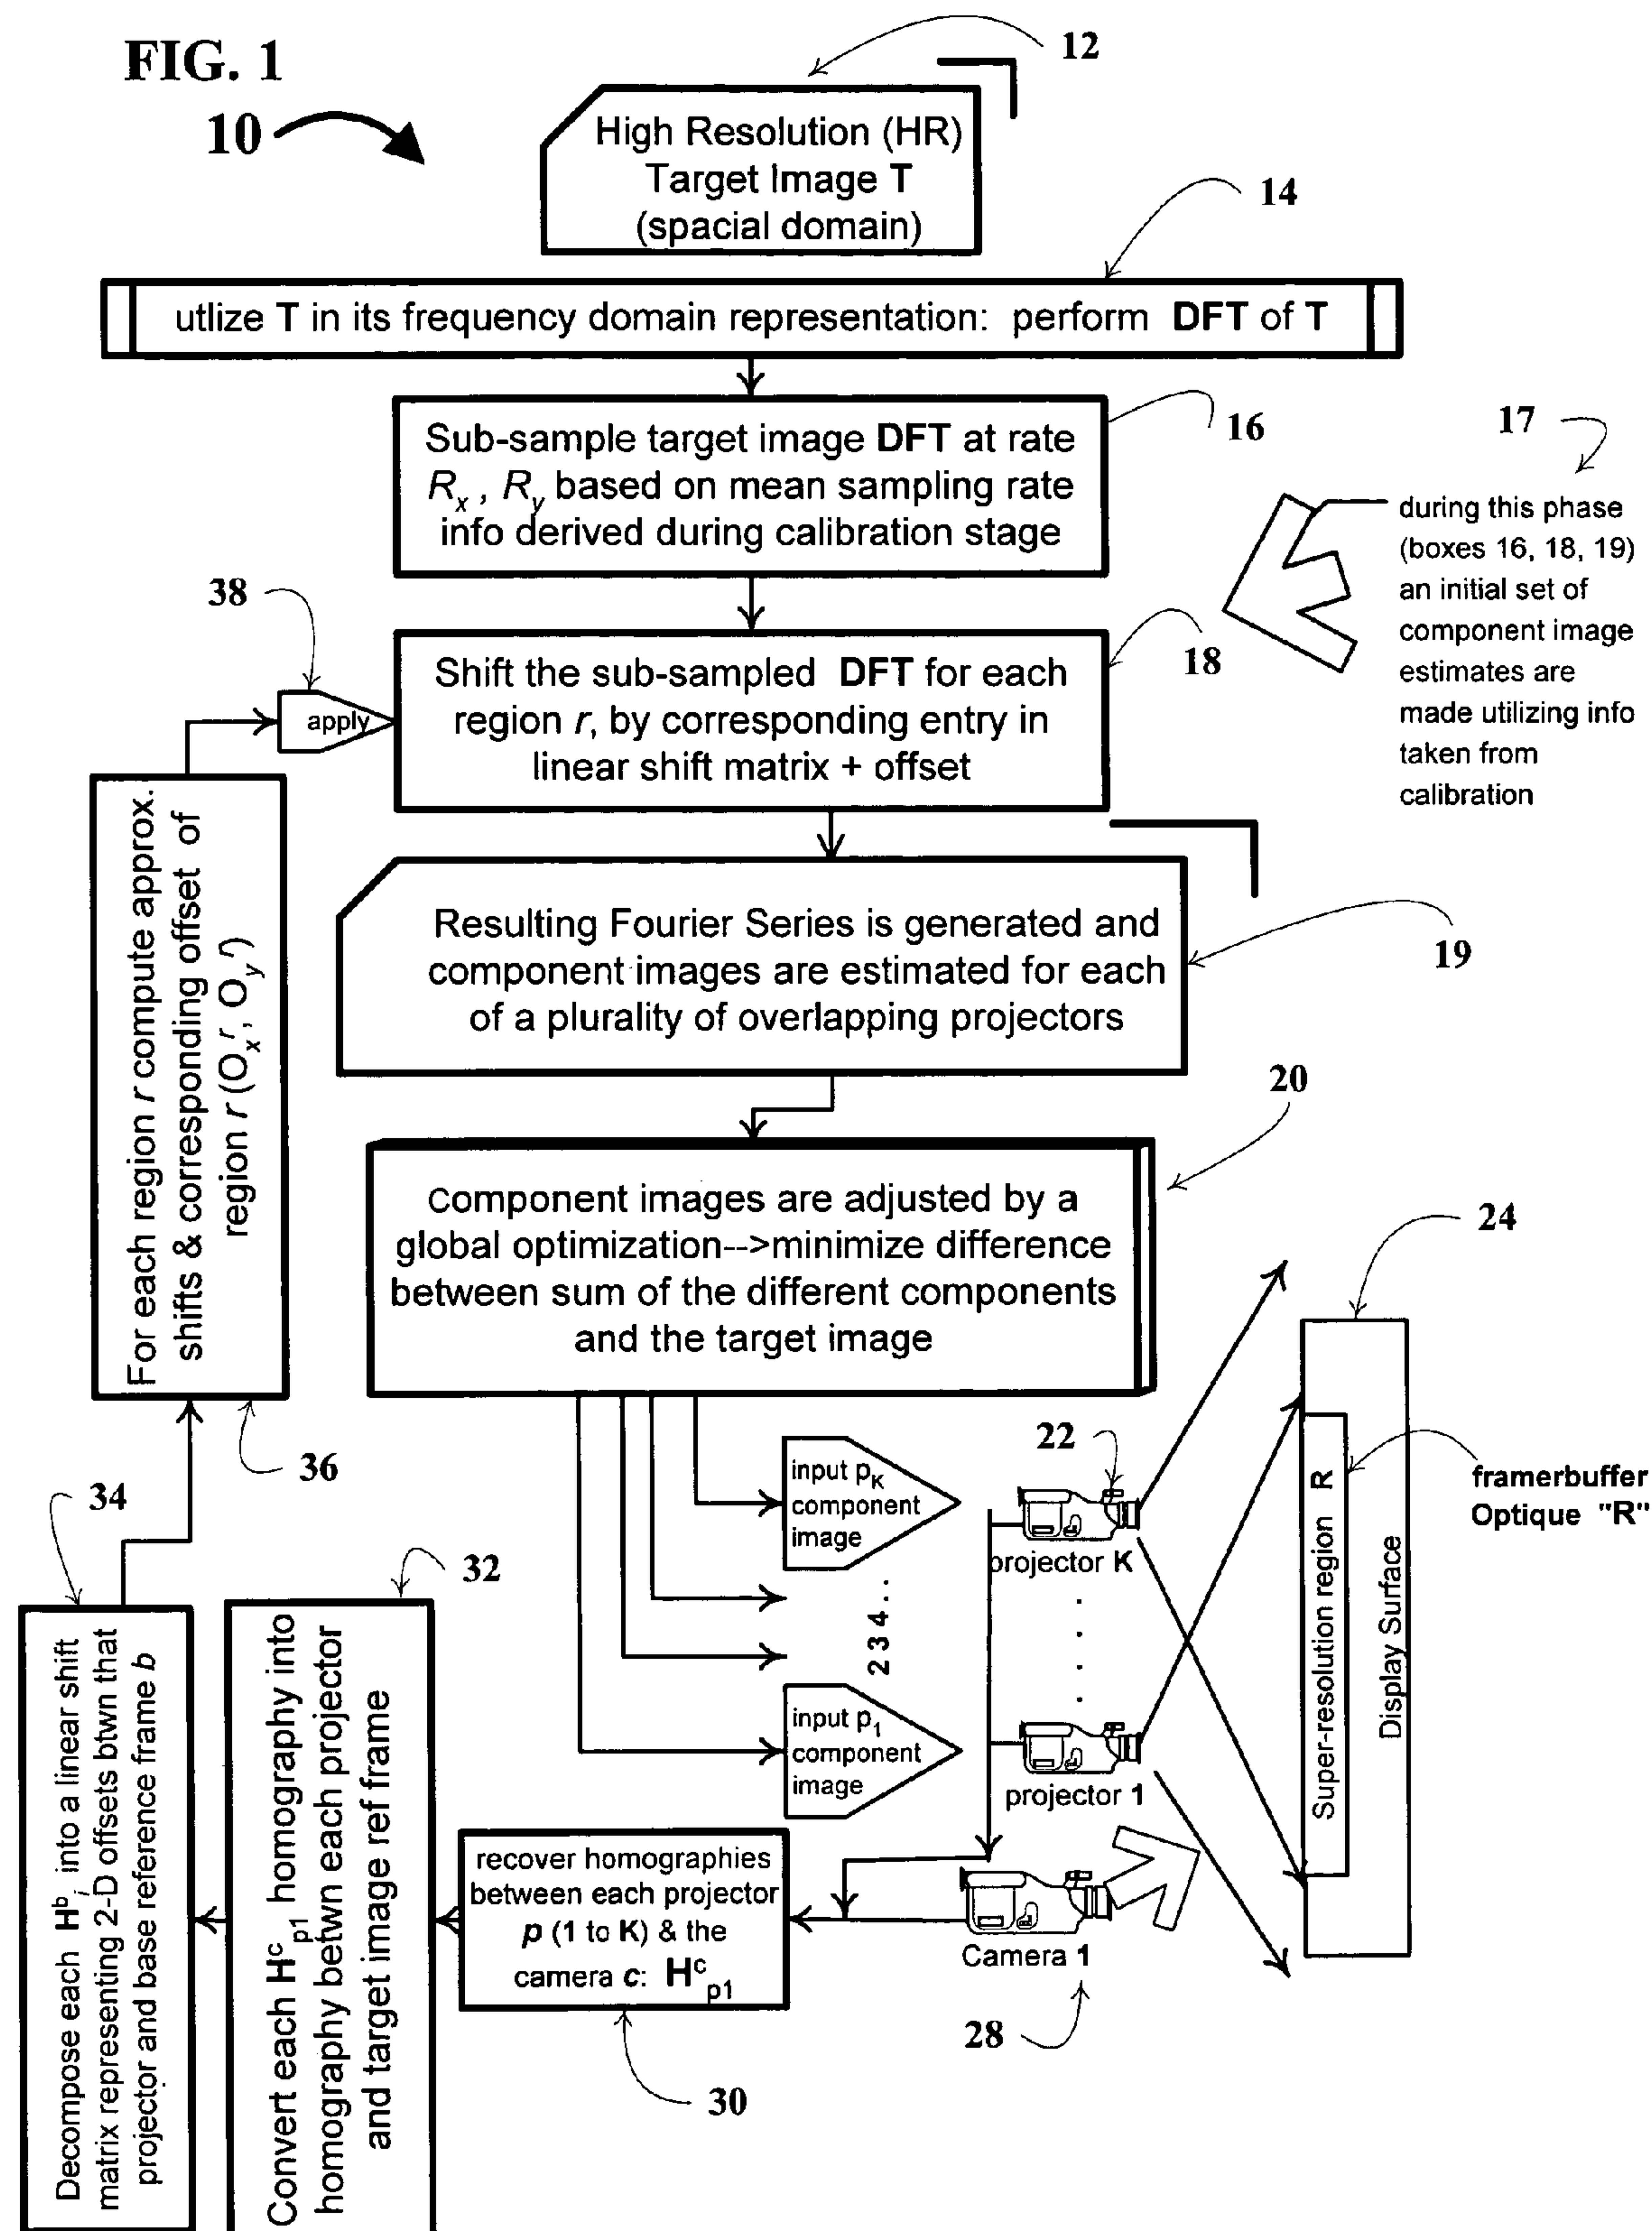 FIG. 1
10
12
High Resolution (HR)
Target Image T
(spacial domain)
14
utlize T in its frequency domain representation: perform DFT of T
16
Sub-sample target image DFT at rate
Rx , Ry based on mean sampling rate
info derived during calibration stage
17
during this phase
(boxes 16, 18, 19)
an initial set of
component image
estimates are
made utilizing info
taken from
calibration
38
apply
18
Shift the sub-sampled DFT for each
region r, by corresponding entry in
linear shift matrix + offset
19
Resulting Fourier Series is generated and
component images are estimated for each
of a plurality of overlapping projectors
20
Component images are adjusted by a
global optimization-->minimize difference
between sum of the different components
and the target image
For each region r compute approx.
shifts & corresponding offset of
region r (Ox^r, Oy^r)
36
24
22
input pK
component
image
projector K
2 3 4 . . .
input p1
component
image
projector 1
Super-resolution region R
Display Surface
framerbuffer
Optique "R"
34
Decompose each H^b_i into a linear shift
matrix representing 2-D offsets btwn that
projector and base reference frame b
32
Convert each H^c_p1 homography into
homography betwn each projector
and target image ref frame
recover homographies
between each projector
p (1 to K) & the
camera c: H^c_p1
30
Camera 1
28